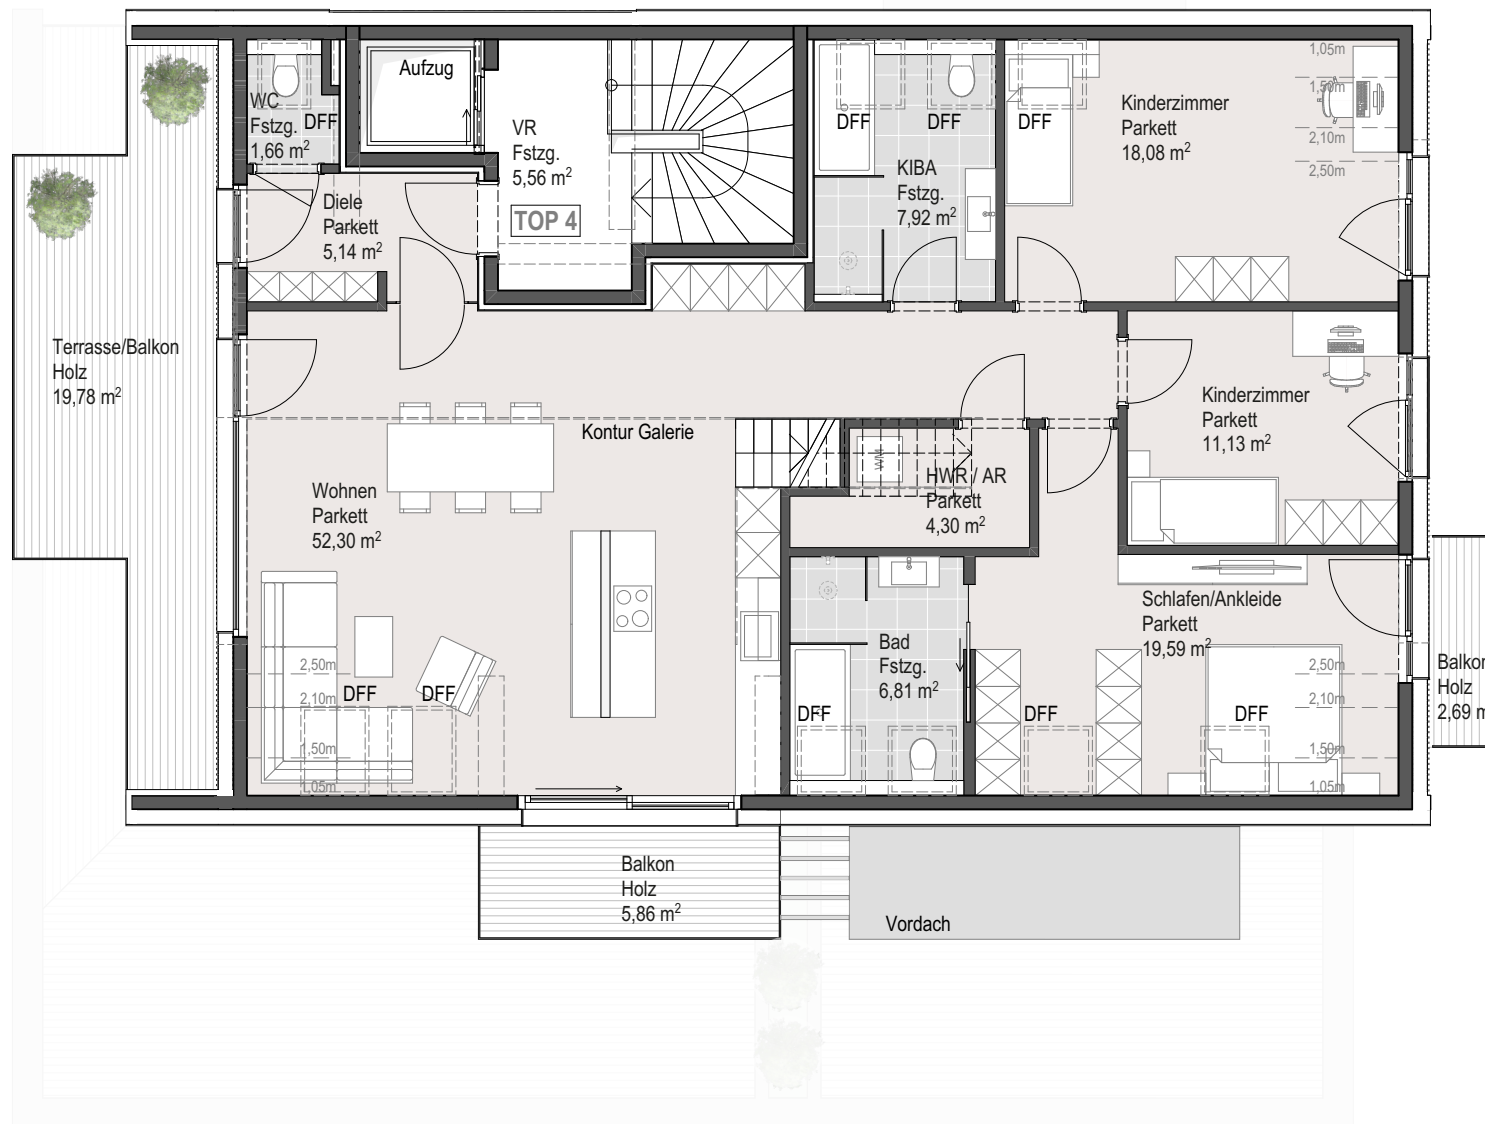 Aufzug
WC
Fstzg.
1,66 m²
DFF
VR
Fstzg.
5,56 m²
TOP 4
Diele
Parkett
5,14 m²
DFF
DFF
KIBA
Fstzg.
7,92 m²
DFF
Kinderzimmer
Parkett
18,08 m²
1,05m
1,50m
2,10m
2,50m
Terrasse/Balkon
Holz
19,78 m²
Kinderzimmer
Parkett
11,13 m²
Kontur Galerie
WM
HWR / AR
Parkett
4,30 m²
Wohnen
Parkett
52,30 m²
Schlafen/Ankleide
Parkett
19,59 m²
Bad
Fstzg.
6,81 m²
2,50m
2,10m
1,50m
1,05m
DFF
DFF
DFF
DFF
DFF
2,50m
2,10m
1,50m
1,05m
Balkon
Holz
2,69 m
Balkon
Holz
5,86 m²
Vordach